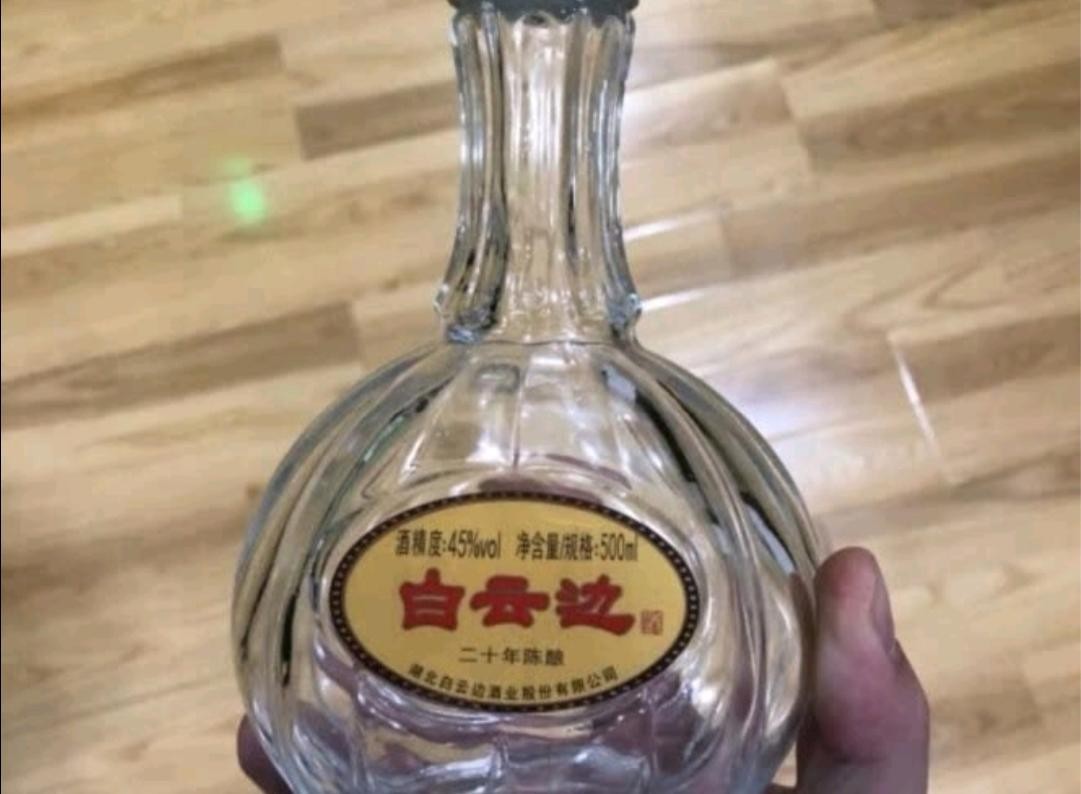 酒精度:45%vol 净含量/规格:500ml
白云边
二十年陈酿
湖北白云边酒业股份有限公司